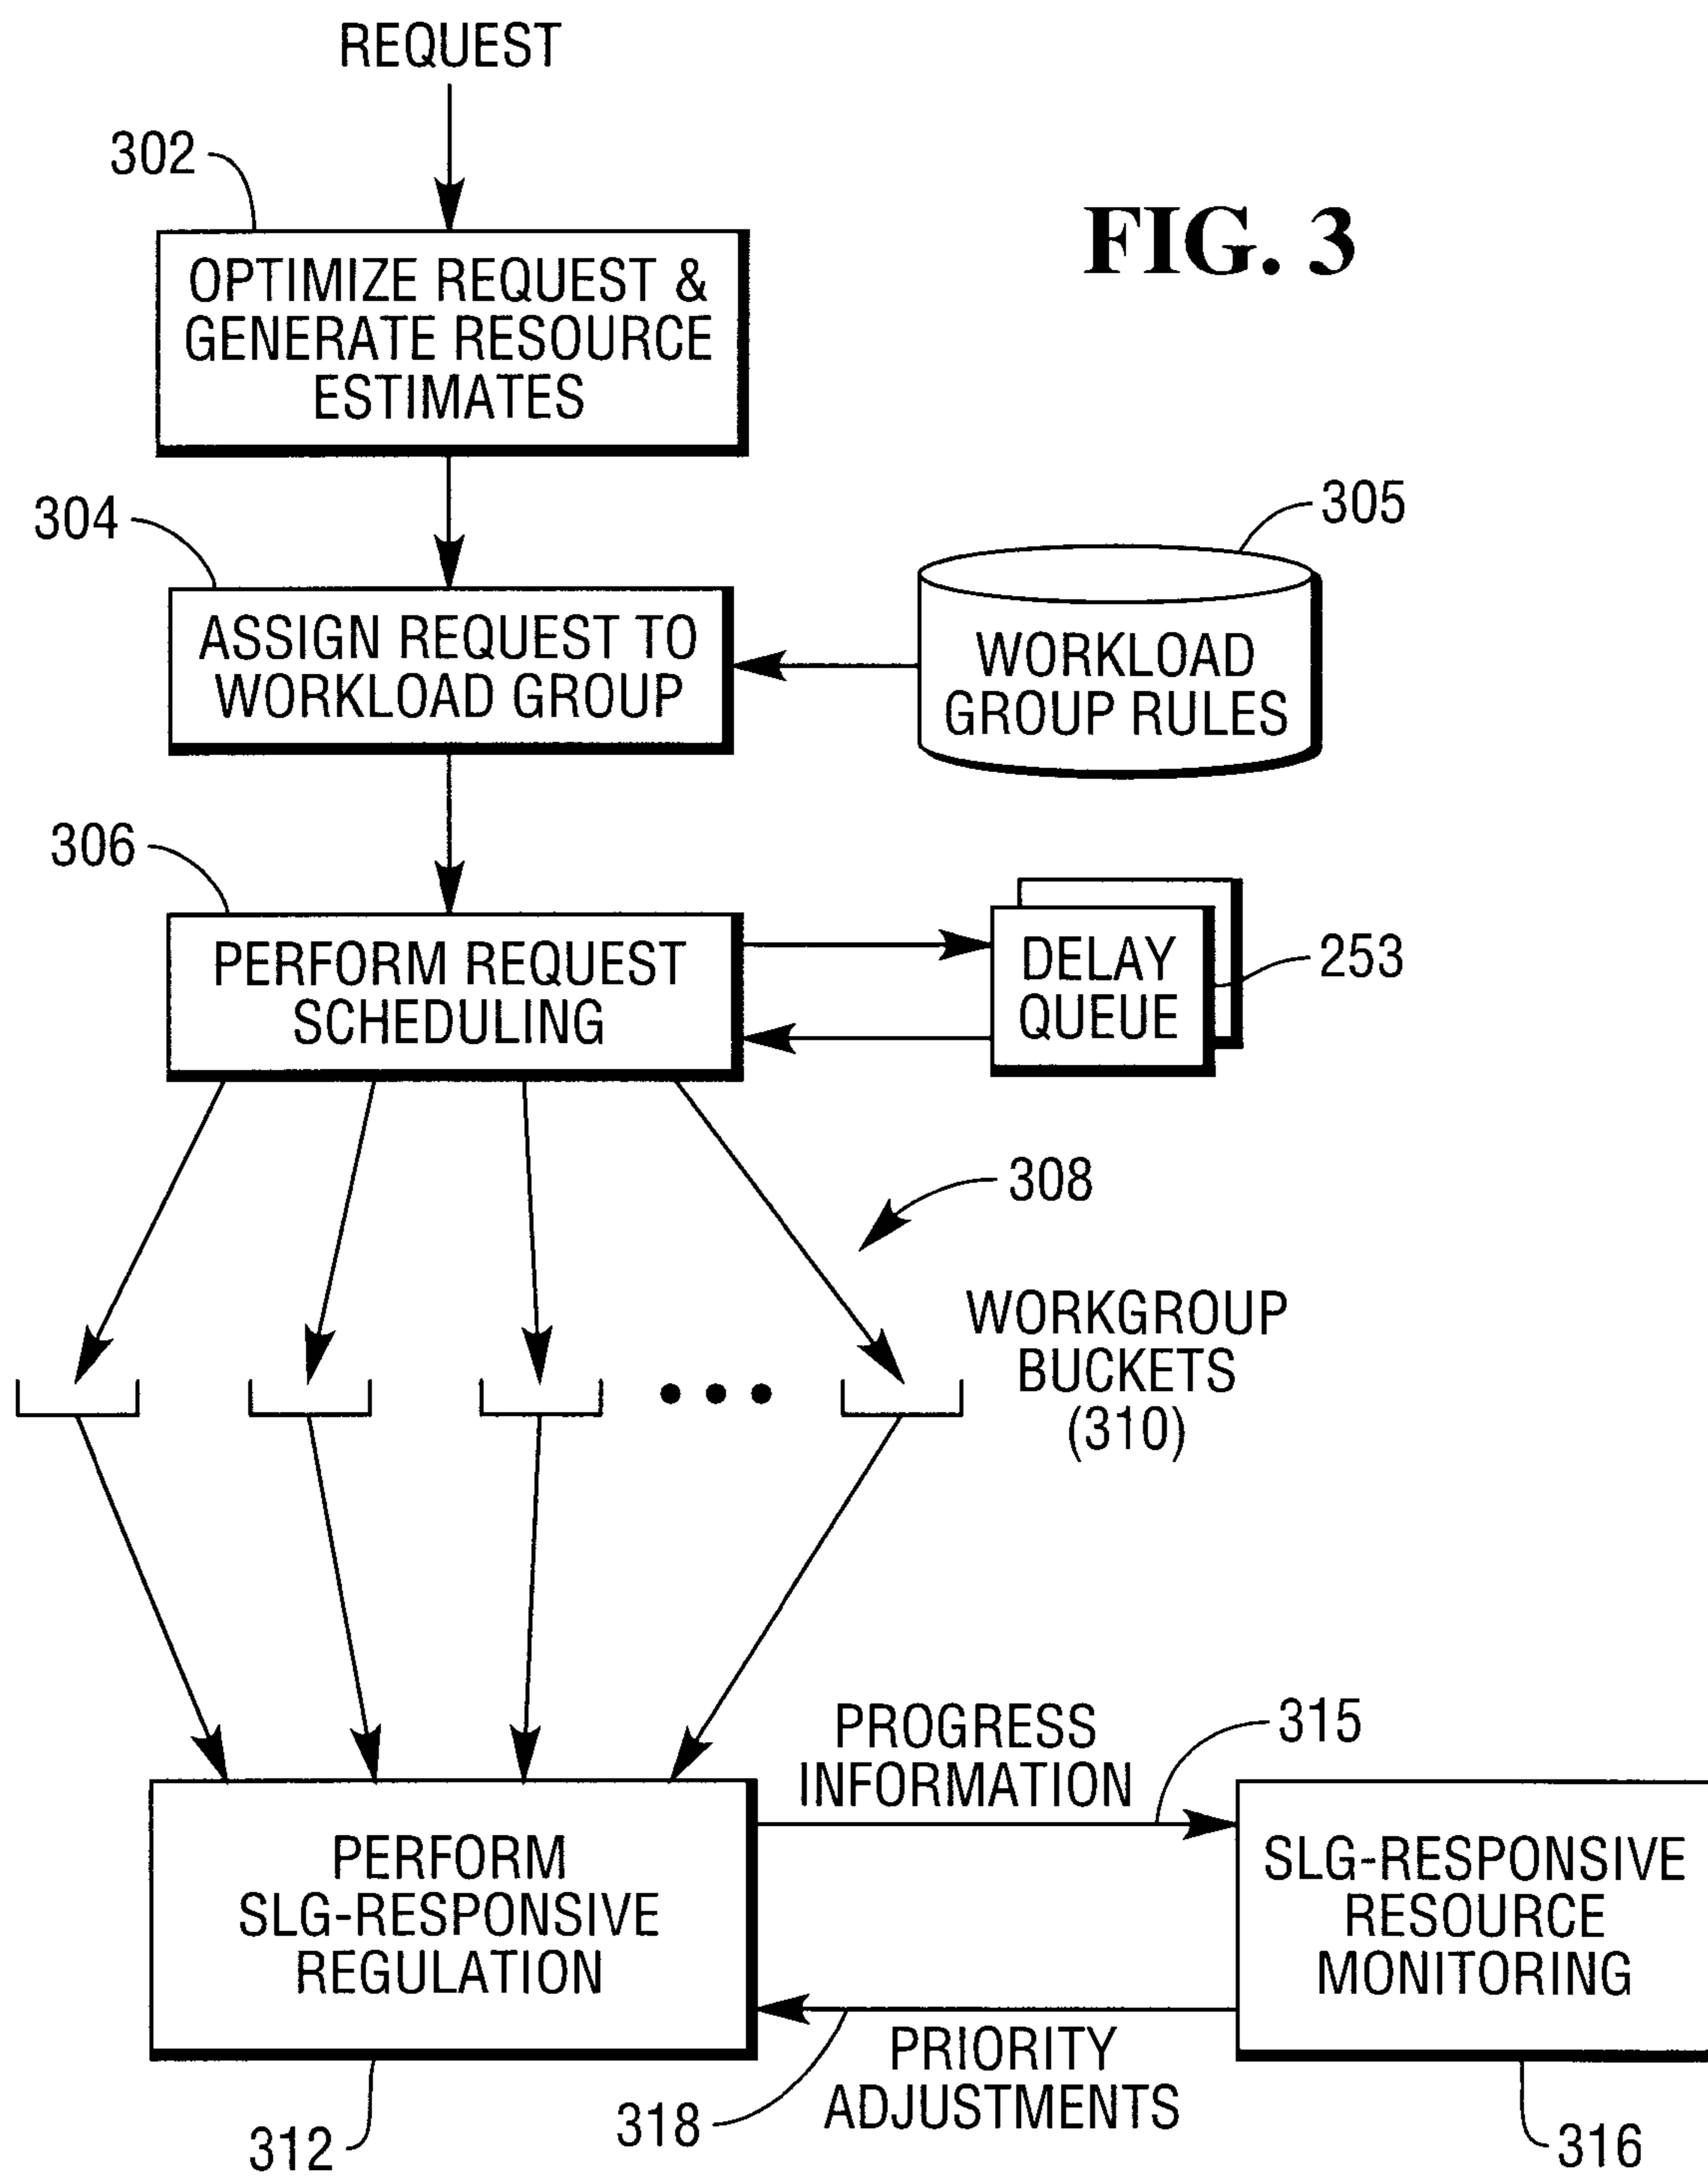 REQUEST
302
FIG. 3
OPTIMIZE REQUEST &
GENERATE RESOURCE
ESTIMATES
304
305
ASSIGN REQUEST TO
WORKLOAD GROUP
WORKLOAD
GROUP RULES
306
PERFORM REQUEST
SCHEDULING
DELAY
QUEUE
253
308
WORKGROUP
BUCKETS
(310)
PROGRESS
INFORMATION
315
PERFORM
SLG-RESPONSIVE
REGULATION
SLG-RESPONSIVE
RESOURCE
MONITORING
PRIORITY
ADJUSTMENTS
312
318
316